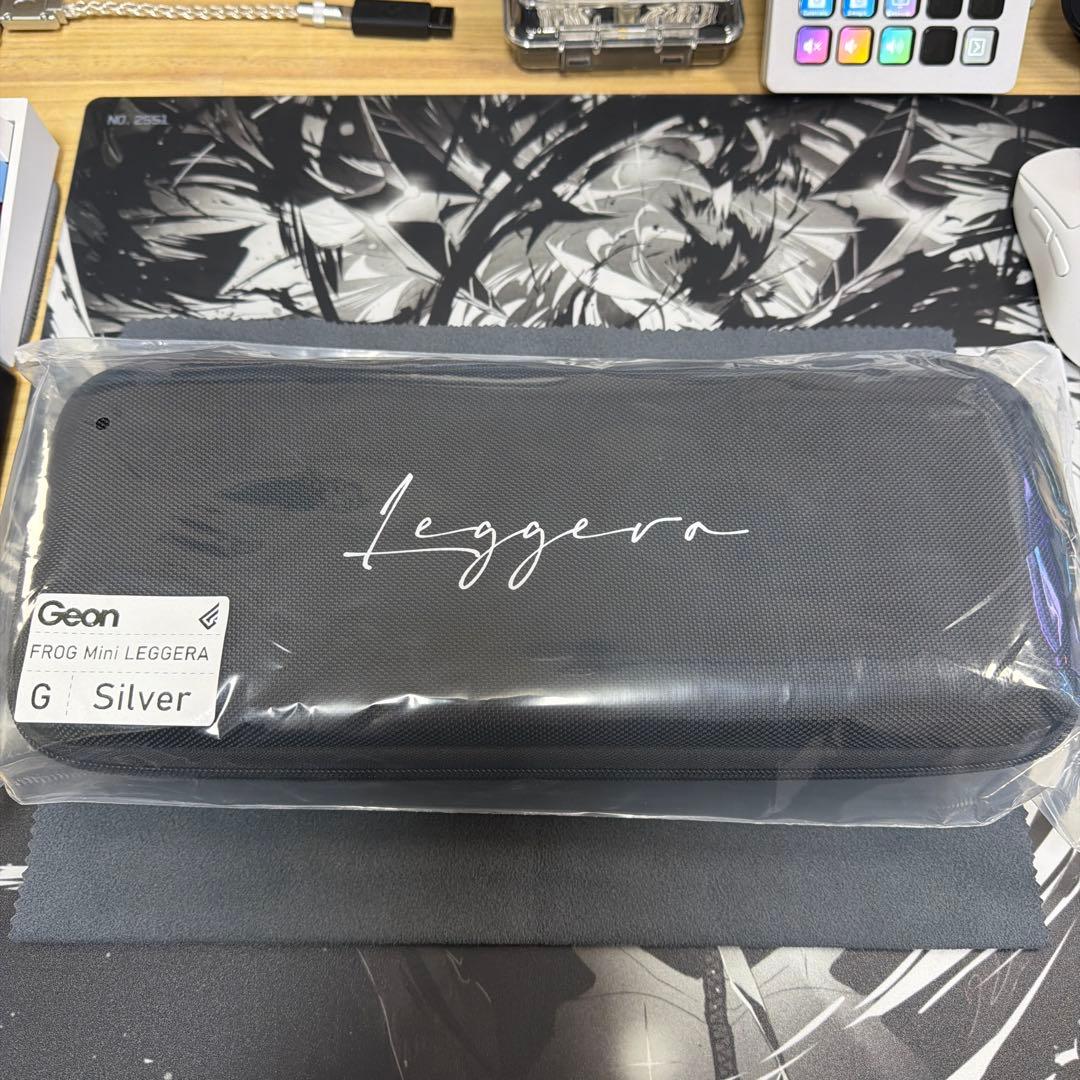 NO. 2551
Leggera
Geon
FROG Mini LEGGERA
G Silver